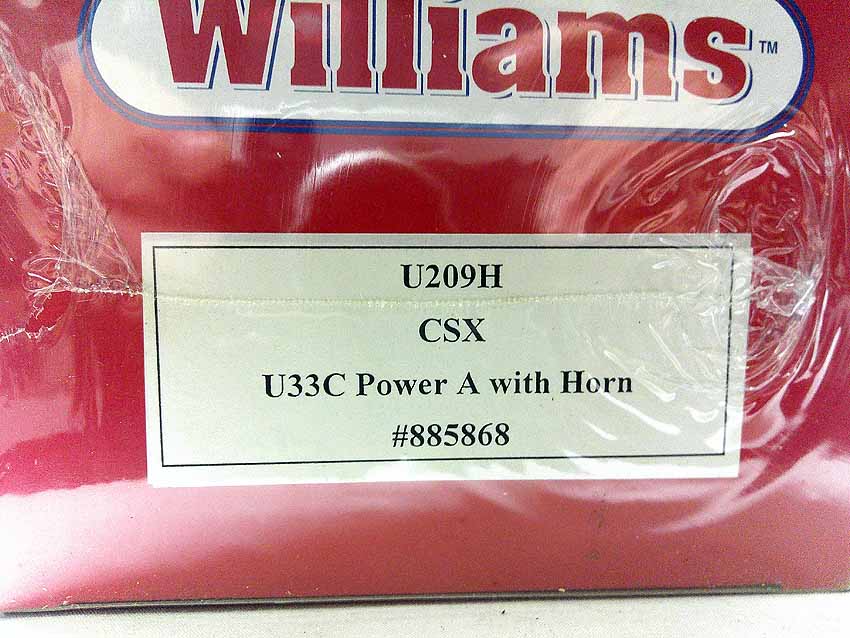 Williams™
U209H
CSX
U33C Power A with Horn
#885868